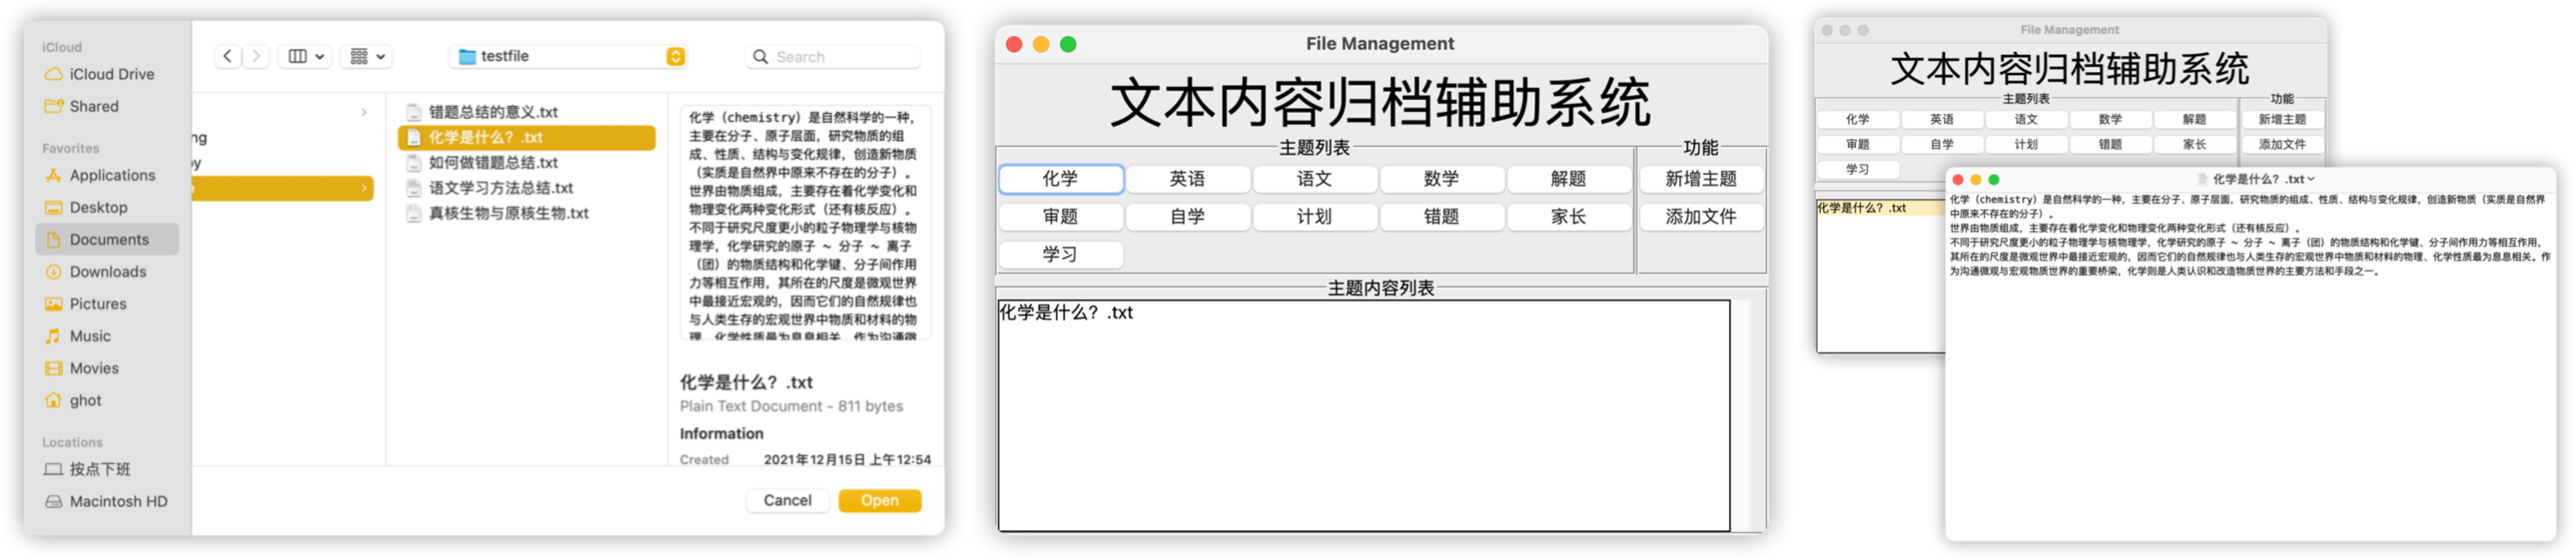 iCloud
iCloud Drive
Shared
Favorites
Applications
Desktop
Documents
Downloads
Pictures
Music
Movies
ghot
Locations
按点下班
Macintosh HD
testfile
Search
ng
y
错题总结的意义.txt
化学是什么？.txt
如何做错题总结.txt
语文学习方法总结.txt
真核生物与原核生物.txt
化学（chemistry）是自然科学的一种，
主要在分子、原子层面，研究物质的组
成、性质、结构与变化规律，创造新物质
（实质是自然界中原来不存在的分子）。
世界由物质组成，主要存在着化学变化和
物理变化两种变化形式（还有核反应）。
不同于研究尺度更小的粒子物理学与核物
理学，化学研究的原子 ~ 分子 ~ 离子
（团）的物质结构和化学键、分子间作用
力等相互作用，其所在的尺度是微观世界
中最接近宏观的，因而它们的自然规律也
与人类生存的宏观世界中物质和材料的物
理、化学性质最为息息相关。作为沟通微
化学是什么？.txt
Plain Text Document - 811 bytes
Information
Created 2021年12月15日 上午12:54
Cancel Open
File Management
文本内容归档辅助系统
主题列表 功能
化学 英语 语文 数学 解题 新增主题
审题 自学 计划 错题 家长 添加文件
学习
主题内容列表
化学是什么？.txt
File Management
文本内容归档辅助系统
主题列表 功能
化学 英语 语文 数学 解题 新增主题
审题 自学 计划 错题 家长 添加文件
学习
化学是什么？.txt
化学是什么？.txt
化学（chemistry）是自然科学的一种，主要在分子、原子层面，研究物质的组成、性质、结构与变化规律，创造新物质（实质是自然界
中原来不存在的分子）。
世界由物质组成，主要存在着化学变化和物理变化两种变化形式（还有核反应）。
不同于研究尺度更小的粒子物理学与核物理学，化学研究的原子 ~ 分子 ~ 离子（团）的物质结构和化学键、分子间作用力等相互作用，
其所在的尺度是微观世界中最接近宏观的，因而它们的自然规律也与人类生存的宏观世界中物质和材料的物理、化学性质最为息息相关。作
为沟通微观与宏观物质世界的重要桥梁，化学则是人类认识和改造物质世界的主要方法和手段之一。